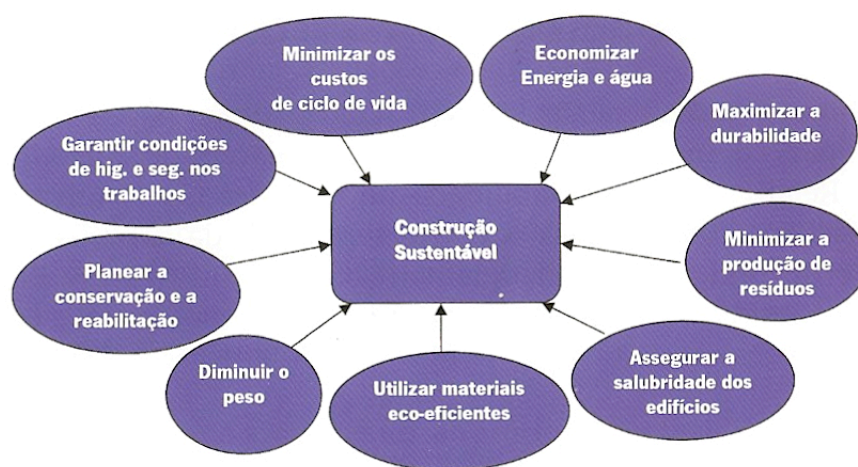 Minimizar os
custos
de ciclo de vida
Economizar
Energia e água
Maximizar a
durabilidade
Garantir condições
de hig. e seg. nos
trabalhos
Construção
Sustentável
Minimizar a
produção de
resíduos
Planear a
conservação e a
reabilitação
Diminuir o
peso
Utilizar materiais
eco-eficientes
Assegurar a
salubridade dos
edifícios